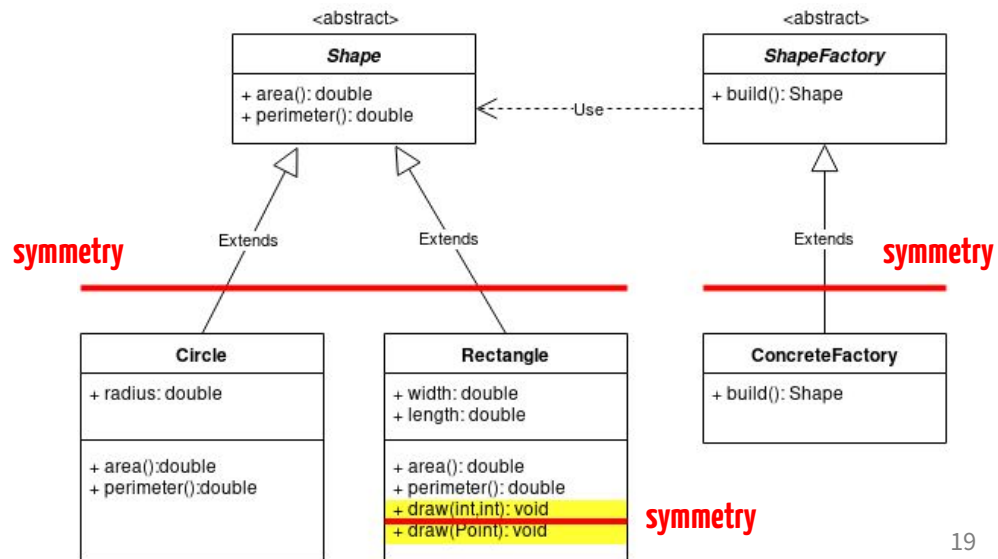 <abstract>
Shape
+ area(): double
+ perimeter(): double
<abstract>
ShapeFactory
+ build(): Shape
Use
Extends
Extends
Extends
symmetry
symmetry
Circle
+ radius: double
+ area():double
+ perimeter():double
Rectangle
+ width: double
+ length: double
+ area(): double
+ perimeter(): double
+ draw(int,int): void
+ draw(Point): void
symmetry
ConcreteFactory
+ build(): Shape
19